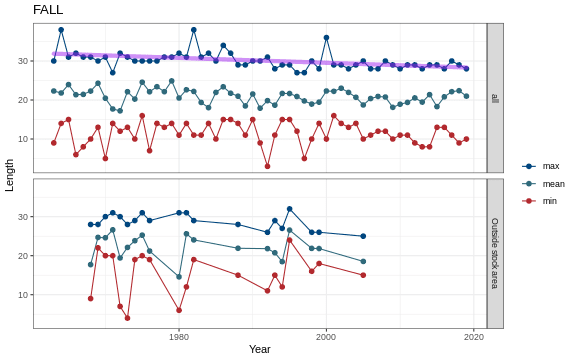 FALL
30
20
10
all
30
20
10
Outside stock area
1980
2000
2020
Length
Year
max
mean
min